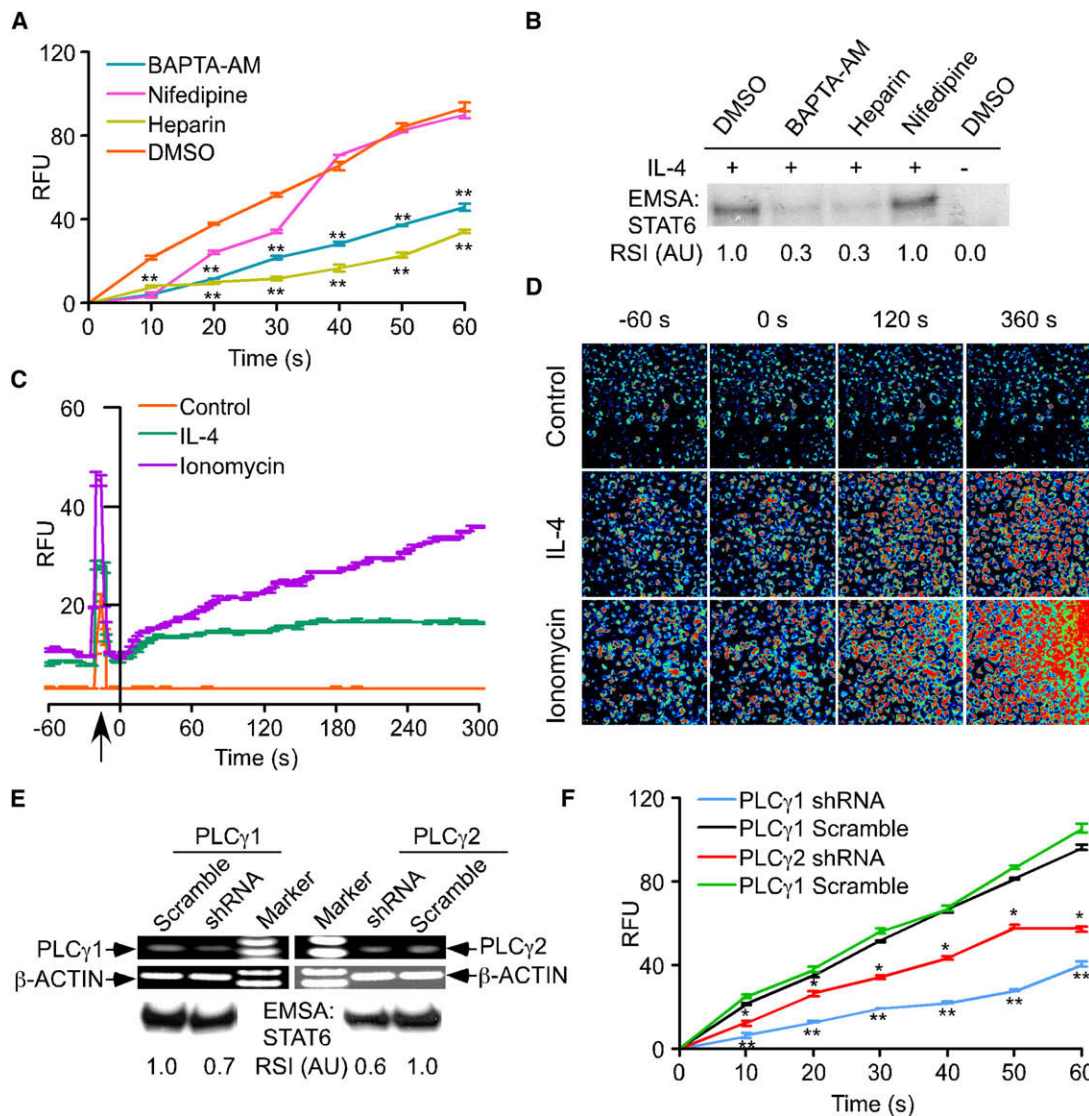 A
120
80
40
0
RFU
BAPTA-AM
Nifedipine
Heparin
DMSO
** ** ** ** ** **
** ** ** ** **
0 10 20 30 40 50 60
Time (s)
B
DMSO BAPTA-AM Heparin Nifedipine DMSO
IL-4 + + + + -
EMSA:
STAT6
RSI (AU) 1.0 0.3 0.3 1.0 0.0
C
60
40
20
RFU
Control
IL-4
Ionomycin
-60 0 60 120 180 240 300
Time (s)
D
-60 s 0 s 120 s 360 s
Control
IL-4
Ionomycin
E
PLCγ1 PLCγ2
Scramble shRNA Marker Marker shRNA Scramble
PLCγ1 PLCγ2
β-ACTIN β-ACTIN
EMSA:
STAT6
1.0 0.7 RSI (AU) 0.6 1.0
F
120
80
40
0
RFU
PLCγ1 shRNA
PLCγ1 Scramble
PLCγ2 shRNA
PLCγ1 Scramble
* * * * * *
** ** ** ** ** **
0 10 20 30 40 50 60
Time (s)